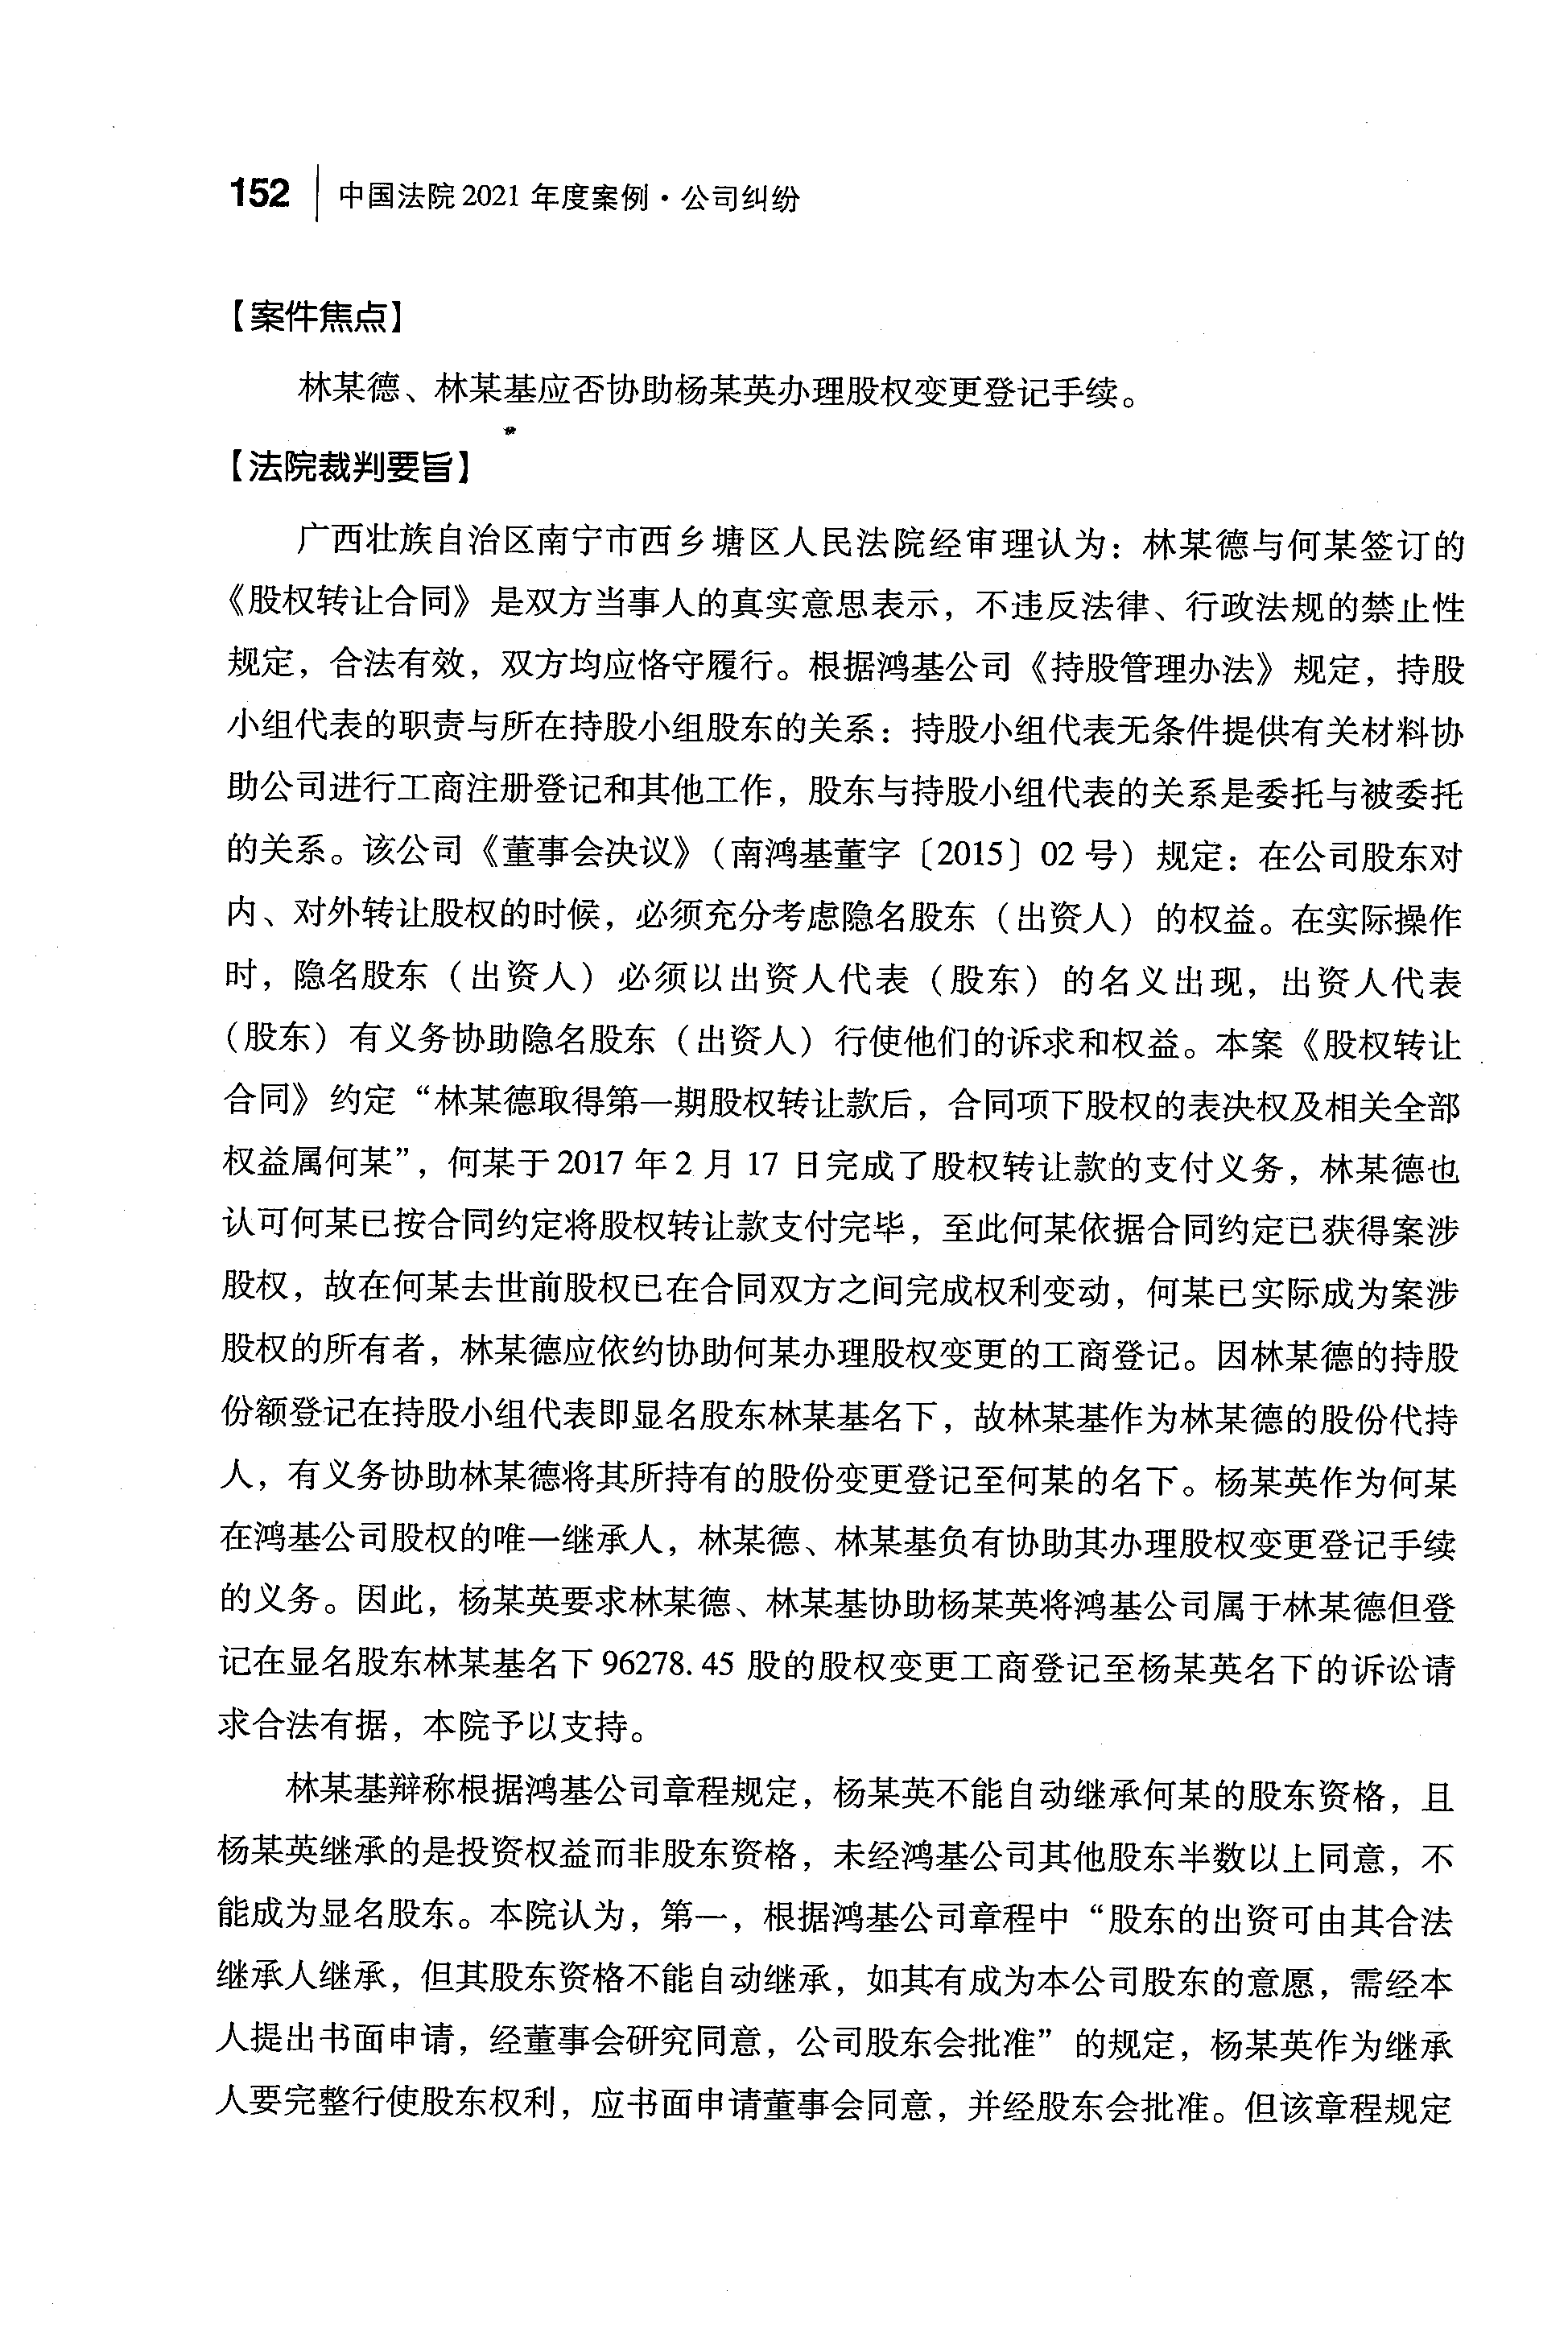 152 | 中国法院2021年度案例·公司纠纷
【案件焦点】
林某德、林某基应否协助杨某英办理股权变更登记手续。
【法院裁判要旨】
广西壮族自治区南宁市西乡塘区人民法院经审理认为：林某德与何某签订的
《股权转让合同》是双方当事人的真实意思表示，不违反法律、行政法规的禁止性
规定，合法有效，双方均应恪守履行。根据鸿基公司《持股管理办法》规定，持股
小组代表的职责与所在持股小组股东的关系：持股小组代表无条件提供有关材料协
助公司进行工商注册登记和其他工作，股东与持股小组代表的关系是委托与被委托
的关系。该公司《董事会决议》（南鸿基董字〔2015〕02号）规定：在公司股东对
内、对外转让股权的时候，必须充分考虑隐名股东（出资人）的权益。在实际操作
时，隐名股东（出资人）必须以出资人代表（股东）的名义出现，出资人代表
（股东）有义务协助隐名股东（出资人）行使他们的诉求和权益。本案《股权转让
合同》约定“林某德取得第一期股权转让款后，合同项下股权的表决权及相关全部
权益属何某”，何某于2017年2月17日完成了股权转让款的支付义务，林某德也
认可何某已按合同约定将股权转让款支付完毕，至此何某依据合同约定已获得案涉
股权，故在何某去世前股权已在合同双方之间完成权利变动，何某已实际成为案涉
股权的所有者，林某德应依约协助何某办理股权变更的工商登记。因林某德的持股
份额登记在持股小组代表即显名股东林某基名下，故林某基作为林某德的股份代持
人，有义务协助林某德将其所持有的股份变更登记至何某的名下。杨某英作为何某
在鸿基公司股权的唯一继承人，林某德、林某基负有协助其办理股权变更登记手续
的义务。因此，杨某英要求林某德、林某基协助杨某英将鸿基公司属于林某德但登
记在显名股东林某基名下96278.45股的股权变更工商登记至杨某英名下的诉讼请
求合法有据，本院予以支持。
林某基辩称根据鸿基公司章程规定，杨某英不能自动继承何某的股东资格，且
杨某英继承的是投资权益而非股东资格，未经鸿基公司其他股东半数以上同意，不
能成为显名股东。本院认为，第一，根据鸿基公司章程中“股东的出资可由其合法
继承人继承，但其股东资格不能自动继承，如其有成为本公司股东的意愿，需经本
人提出书面申请，经董事会研究同意，公司股东会批准”的规定，杨某英作为继承
人要完整行使股东权利，应书面申请董事会同意，并经股东会批准。但该章程规定